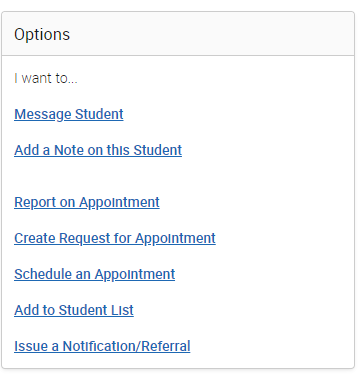 Options
I want to...
Message Student
Add a Note on this Student
Report on Appointment
Create Request for Appointment
Schedule an Appointment
Add to Student List
Issue a Notification/Referral